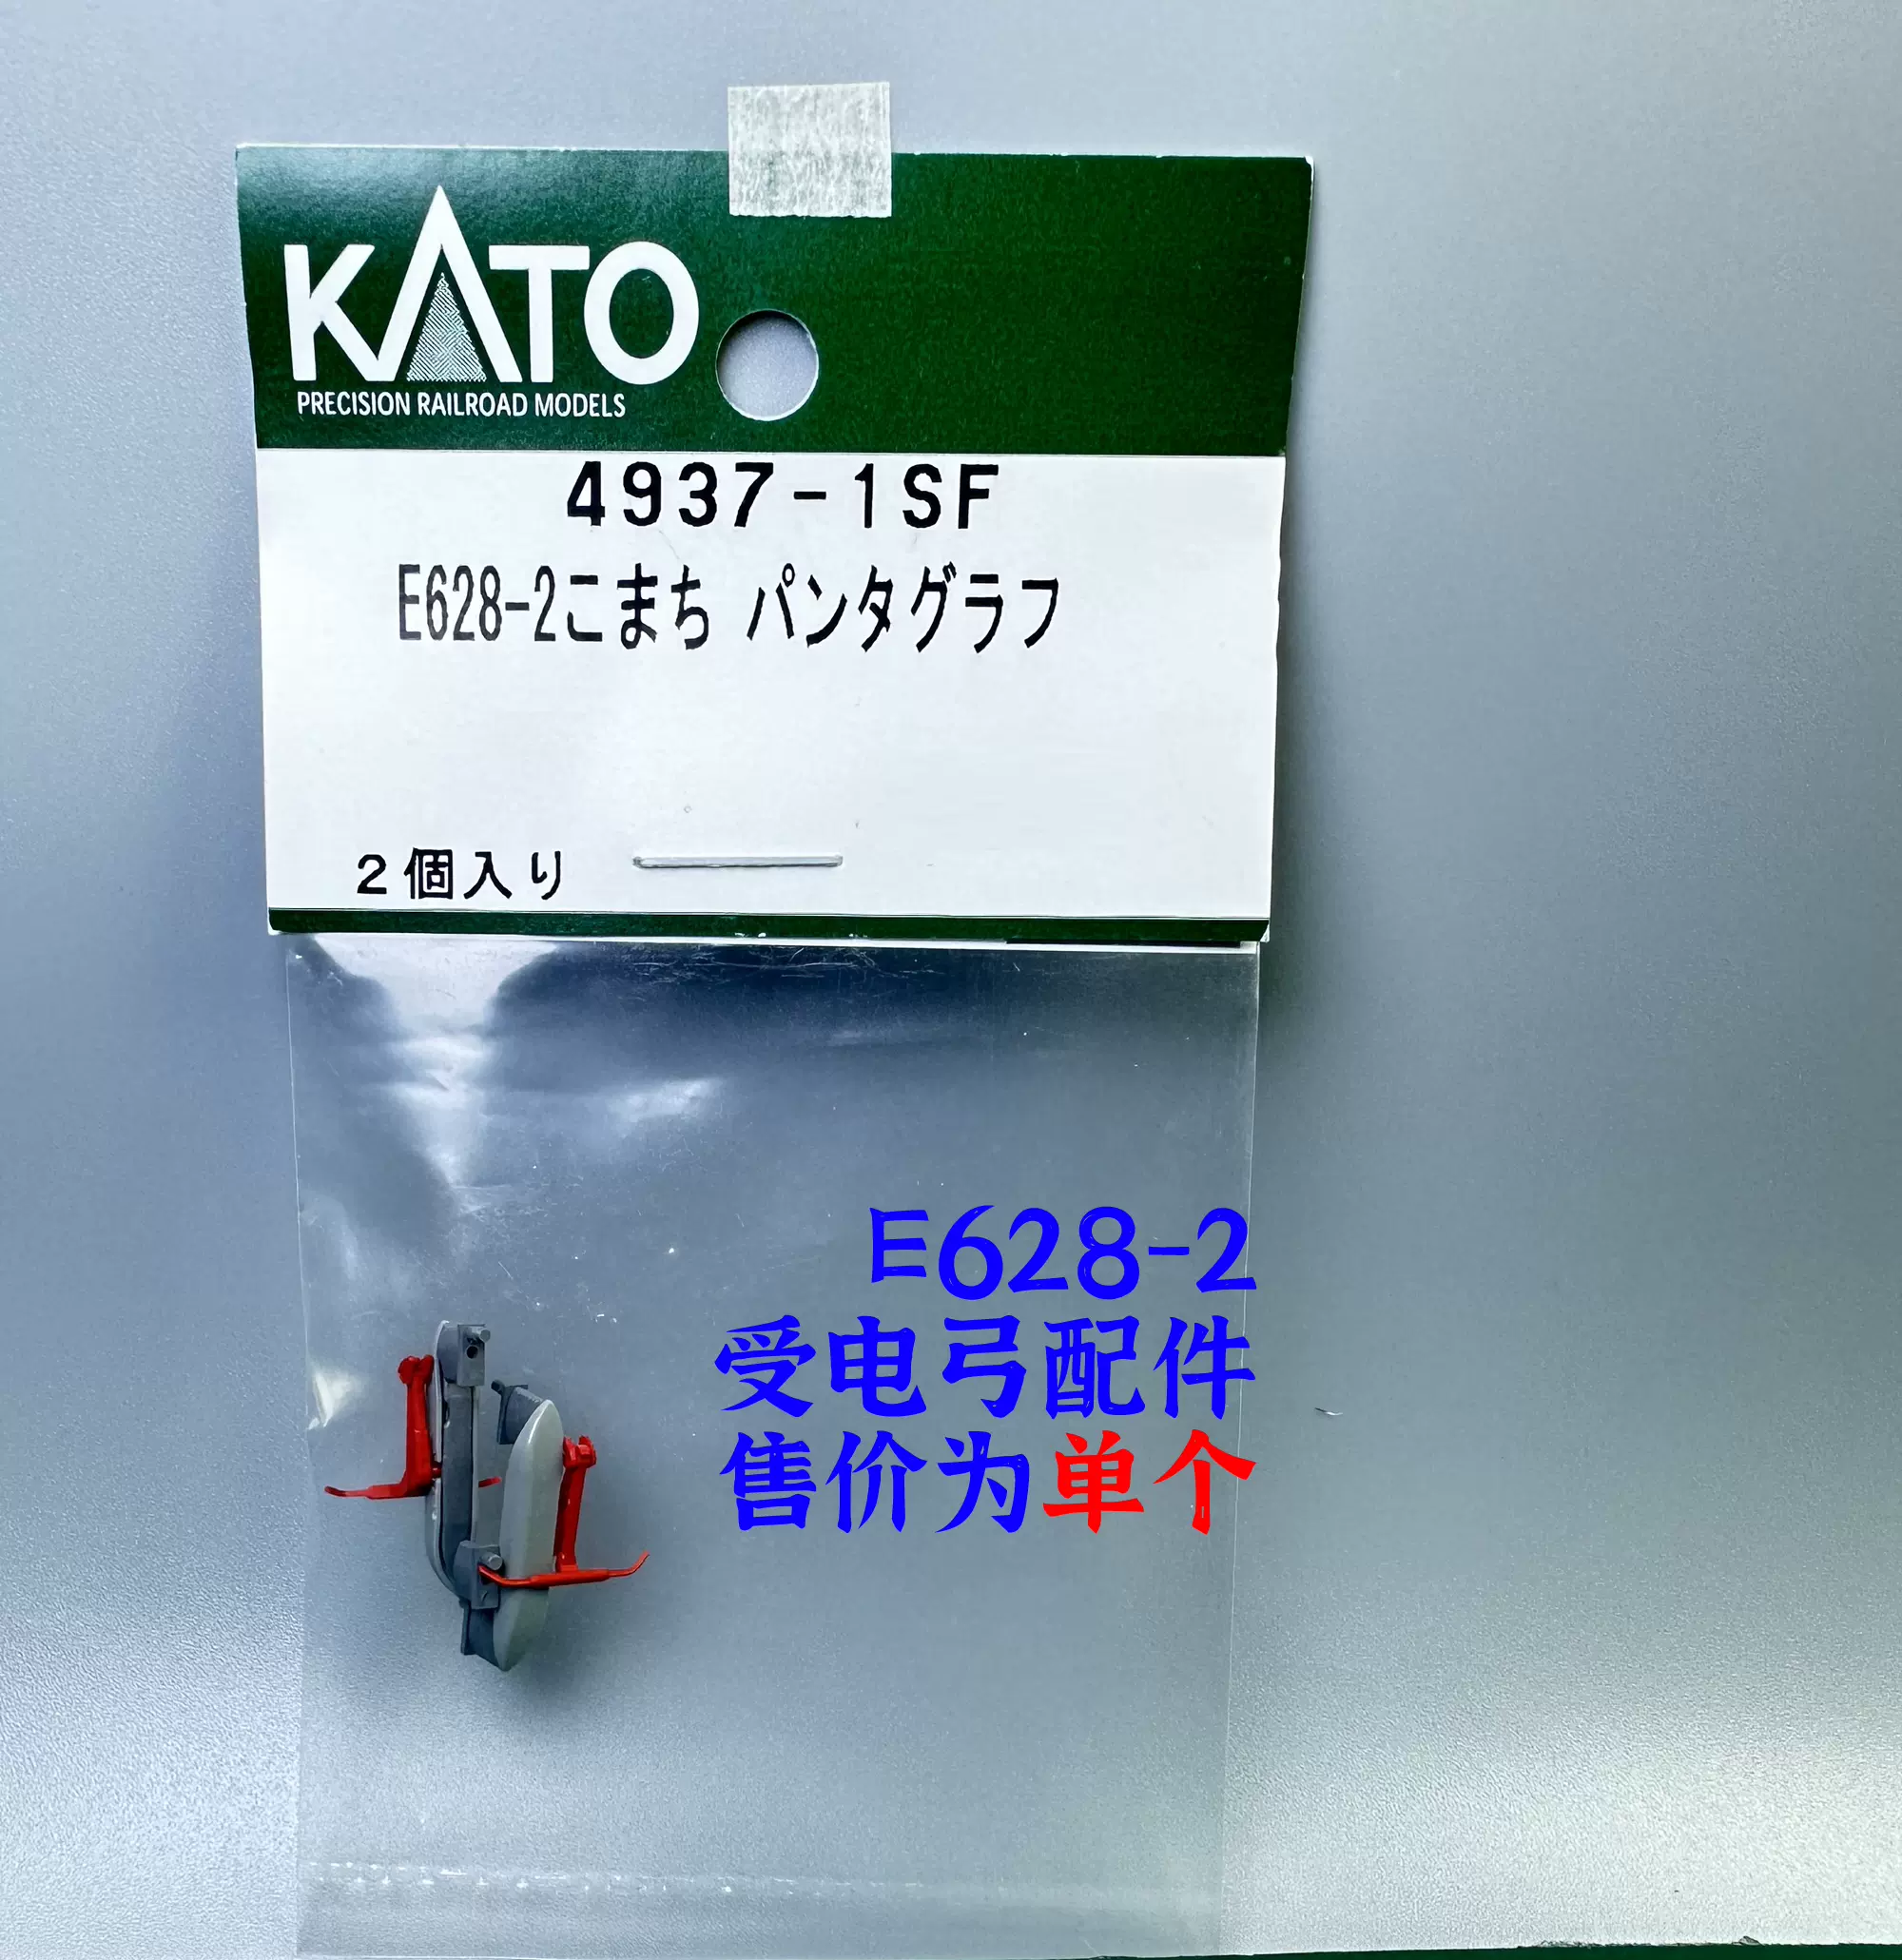 KATO
PRECISION RAILROAD MODELS
4937-1SF
E628-2こまち パンタグラフ
2個入り
E628-2
受电弓配件
售价为单个